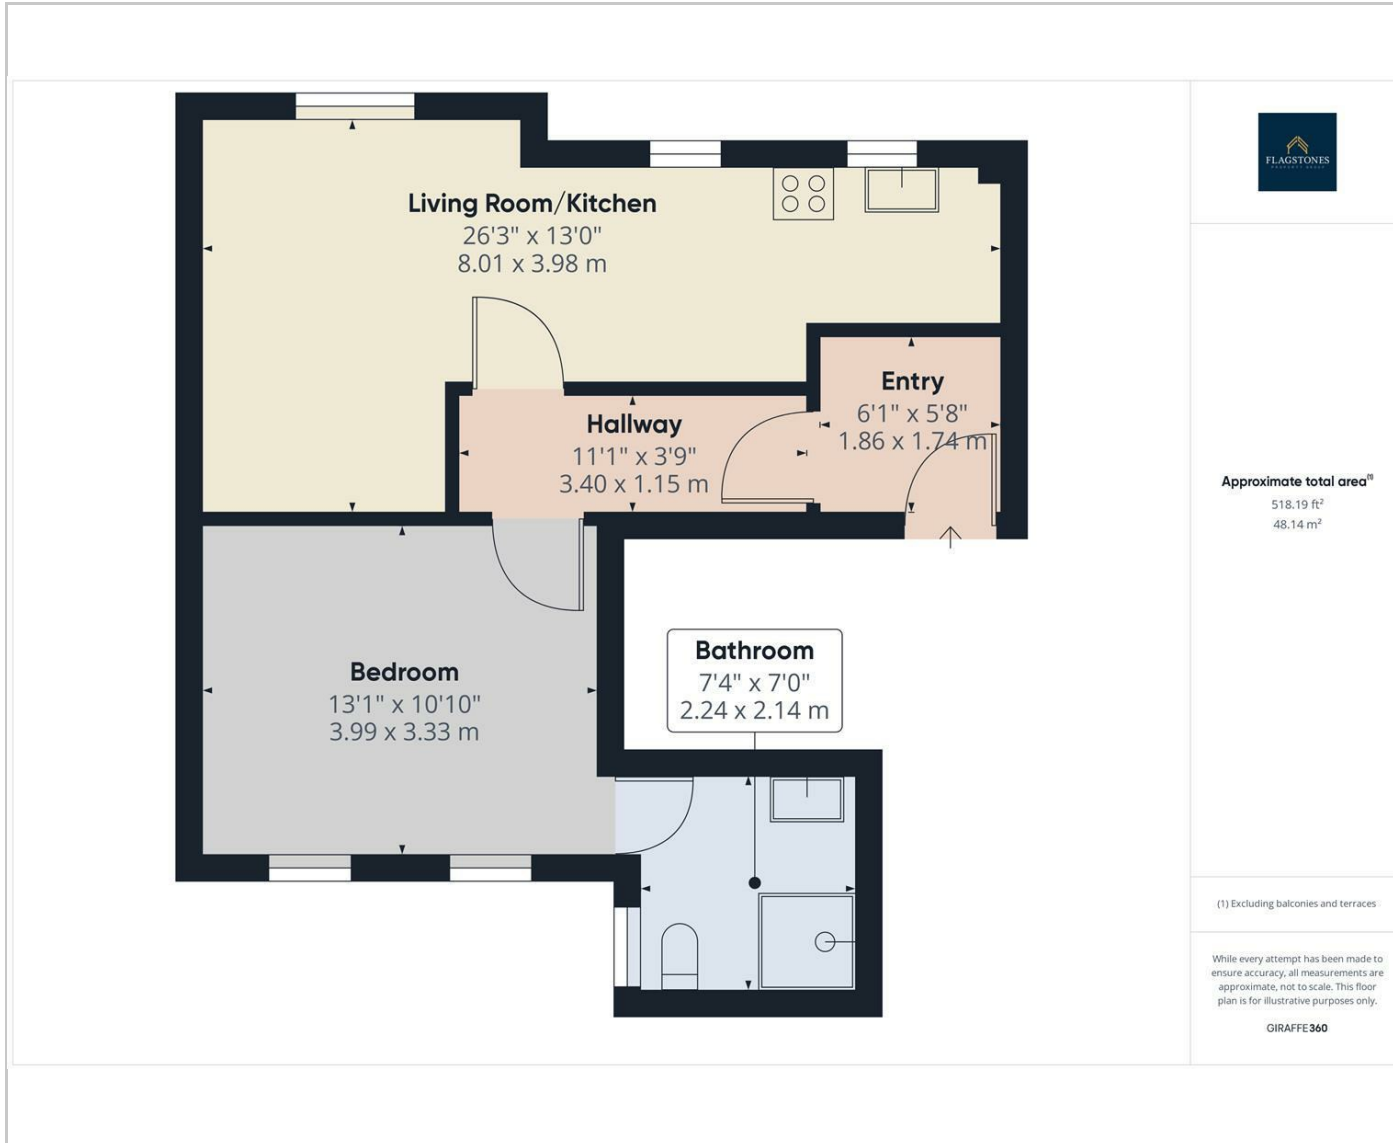 Living Room/Kitchen
26'3" x 13'0"
8.01 x 3.98 m
Entry
6'1" x 5'8"
1.86 x 1.74 m
Hallway
11'1" x 3'9"
3.40 x 1.15 m
Bedroom
13'1" x 10'10"
3.99 x 3.33 m
Bathroom
7'4" x 7'0"
2.24 x 2.14 m
FLAGSTONES
Approximate total area⁽¹⁾
518.19 ft²
48.14 m²
(1) Excluding balconies and terraces
While every attempt has been made to
ensure accuracy, all measurements are
approximate, not to scale. This floor
plan is for illustrative purposes only.
GIRAFFE360